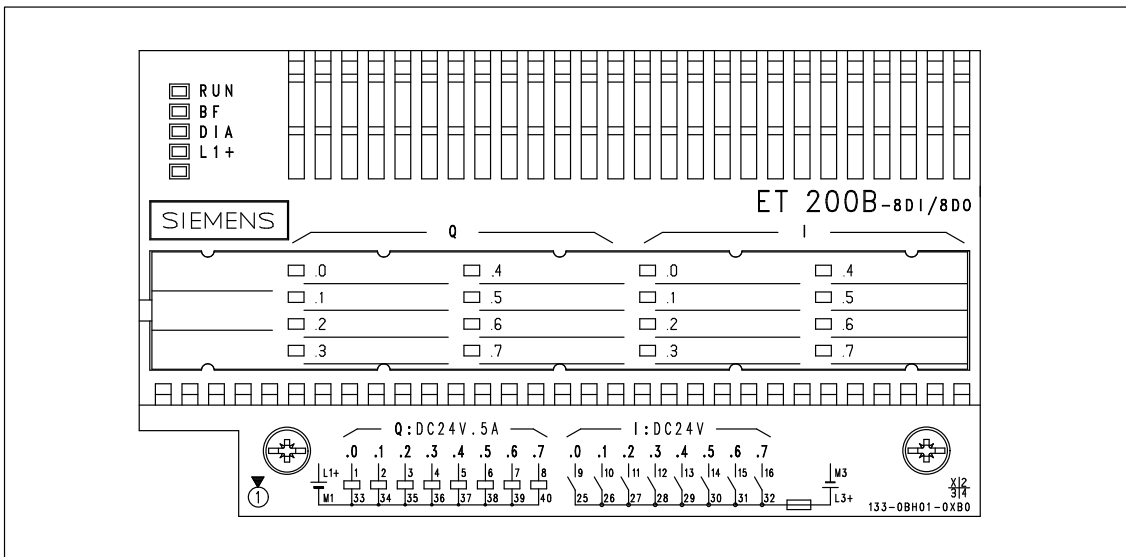 RUN
BF
DIA
L1+
SIEMENS
ET 200B-8DI/8DO
Q I
.0 .4 .0 .4
.1 .5 .1 .5
.2 .6 .2 .6
.3 .7 .3 .7
Q:DC24V.5A I:DC24V
.0 .1 .2 .3 .4 .5 .6 .7 .0 .1 .2 .3 .4 .5 .6 .7
L1+ 1 2 3 4 5 6 7 8 9 10 11 12 13 14 15 16 M3
M1 33 34 35 36 37 38 39 40 25 26 27 28 29 30 31 32 L3+
1
X 2
3 4
133-0BH01-0XB0